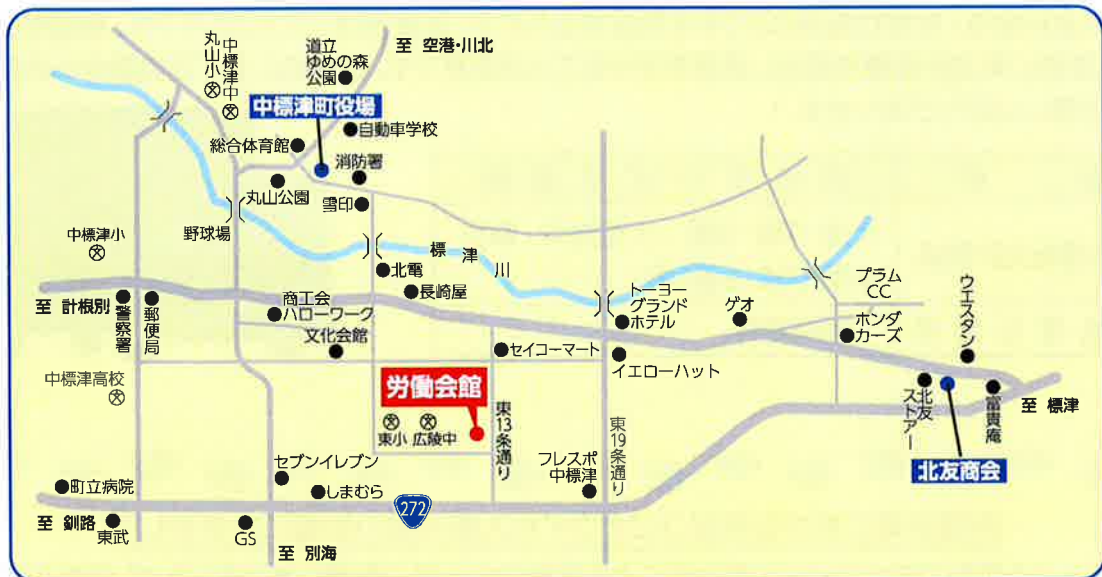 丸山小
中標津中
道立
ゆめの森
公園
至 空港・川北
中標津町役場
自動車学校
総合体育館
消防署
丸山公園
雪印
中標津小
野球場
標津川
北電
長崎屋
至 計根別
警察署
郵便局
商工会
ハローワーク
文化会館
トーヨー
グランド
ホテル
ゲオ
プラム
CC
ホンダ
カーズ
ウエスタン
セイコーマート
イエローハット
中標津高校
労働会館
東小
広陵中
東13条通り
東19条通り
北友
ストアー
富貴庵
至 標津
北友商会
セブンイレブン
しまむら
フレスポ
中標津
町立病院
272
至 釧路
東武
GS
至 別海